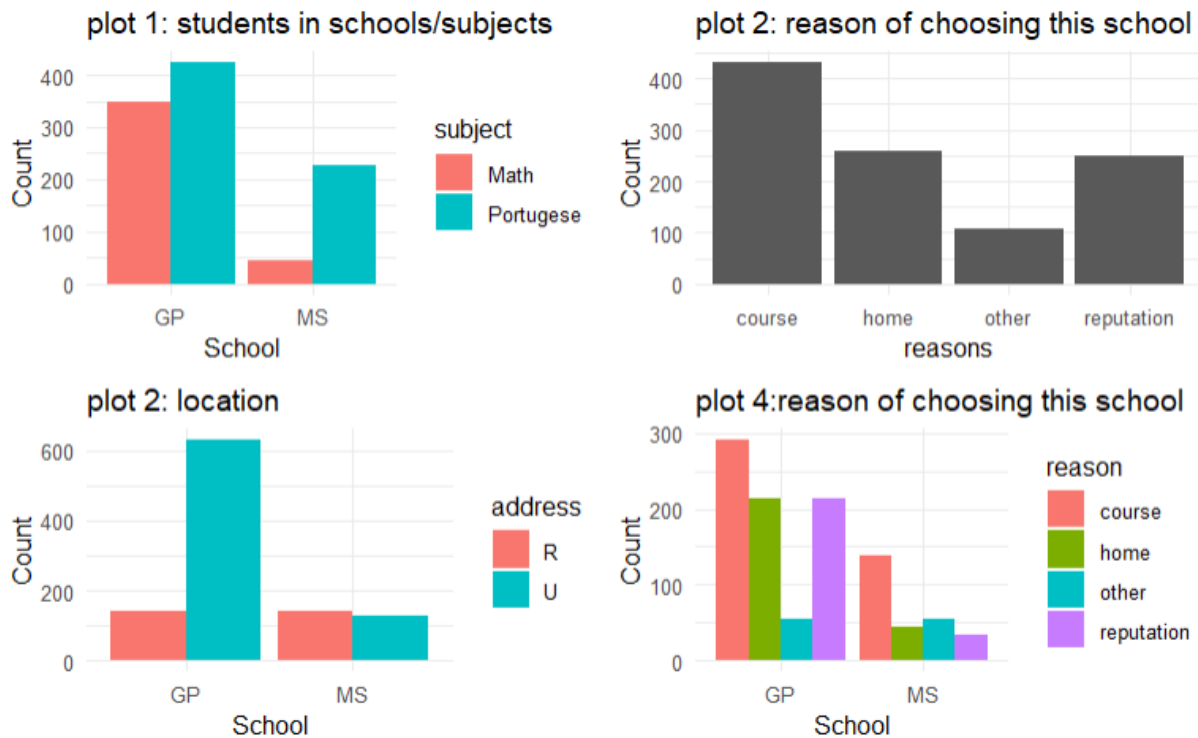 plot 1: students in schools/subjects
400
300
200
100
0
Count
GP
MS
School
subject
Math
Portugese
plot 2: reason of choosing this school
400
300
200
100
0
Count
course
home
other
reputation
reasons
plot 2: location
600
400
200
0
Count
GP
MS
School
address
R
U
plot 4:reason of choosing this school
300
200
100
0
Count
GP
MS
School
reason
course
home
other
reputation